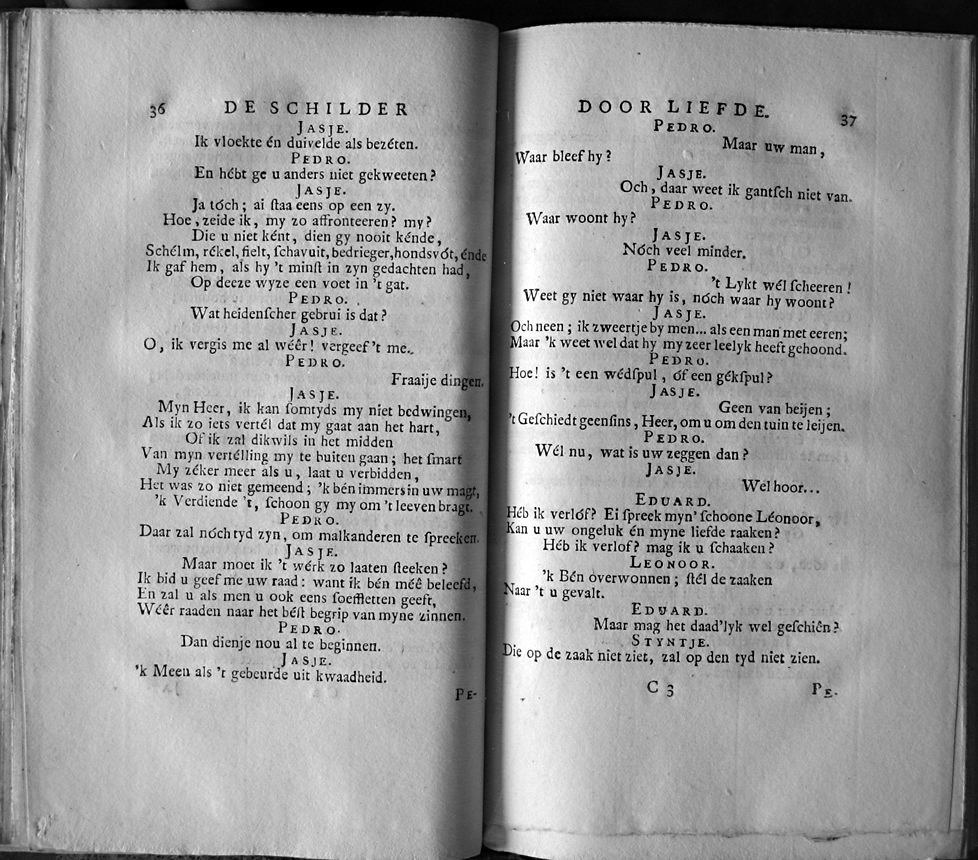 36 DE SCHILDER
JASJE.
Ik vloekte én duivelde als bezéten.
PEDRO.
En hébt ge u anders niet gekweeten?
JASJE.
Ja tóch; ai ſtaa eens op een zy.
Hoe, zeide ik, my zo affronteeren? my?
Die u niet ként, dien gy nooit kénde,
Schélm, rékel, fielt, ſchavuit, bedrieger, hondsvót, énde
Ik gaf hem, als hy 't minſt in zyn gedachten had,
Op deeze wyze een voet in 't gat.
PEDRO.
Wat heidenſcher gebrui is dat?
JASJE.
O, ik vergis me al wéêr! vergeef 't me.
PEDRO.
Fraaije dingen.
JASJE.
Myn Heer, ik kan ſomtyds my niet bedwingen,
Als ik zo iets vertél dat my gaat aan het hart,
Of ik zal dikwils in het midden
Van myn vertélling my te buiten gaan; het ſmart
My zéker meer als u, laat u verbidden,
Het was zo niet gemeend; 'k bén immers in uw magt,
'k Verdiende 't, ſchoon gy my om 't leeven bragt.
PEDRO.
Daar zal nóch tyd zyn, om malkanderen te ſpreeken.
JASJE.
Maar moet ik 't wérk zo laaten ſteeken?
Ik bid u geef me uw raad: want ik bén méê beleefd,
En zal u als men u ook eens ſoeffletten geeft,
Wéêr raaden naar het béſt begrip van myne zinnen.
PEDRO.
Dan dienje nou al te beginnen.
JASJE.
'k Meen als 't gebeurde uit kwaadheid.
PE-
DOOR LIEFDE. 37
PEDRO.
Maar uw man,
Waar bleef hy?
JASJE.
Och, daar weet ik gantſch niet van.
PEDRO.
Waar woont hy?
JASJE.
Nóch veel minder.
PEDRO.
't Lykt wél ſcheeren!
Weet gy niet waar hy is, nóch waar hy woont?
JASJE.
Och neen; ik zweertje by men... als een man met eeren;
Maar 'k weet wel dat hy my zeer leelyk heeft gehoond.
PEDRO.
Hoe! is 't een wédſpul, óf een gékſpul?
JASJE.
Geen van beijen;
't Geſchiedt geenſins, Heer, om u om den tuin te leijen.
PEDRO.
Wél nu, wat is uw zeggen dan?
JASJE.
Wel hoor...
EDUARD.
Héb ik verlóf? Ei ſpreek myn' ſchoone Léonoor,
Kan u uw ongeluk én myne liefde raaken?
Héb ik verlof? mag ik u ſchaaken?
LEONOOR.
'k Bén overwonnen; ſtél de zaaken
Naar 't u gevalt.
EDUARD.
Maar mag het daad'lyk wel geſchiên?
STYNTJE.
Die op de zaak niet ziet, zal op den tyd niet zien.
C 3 PE-